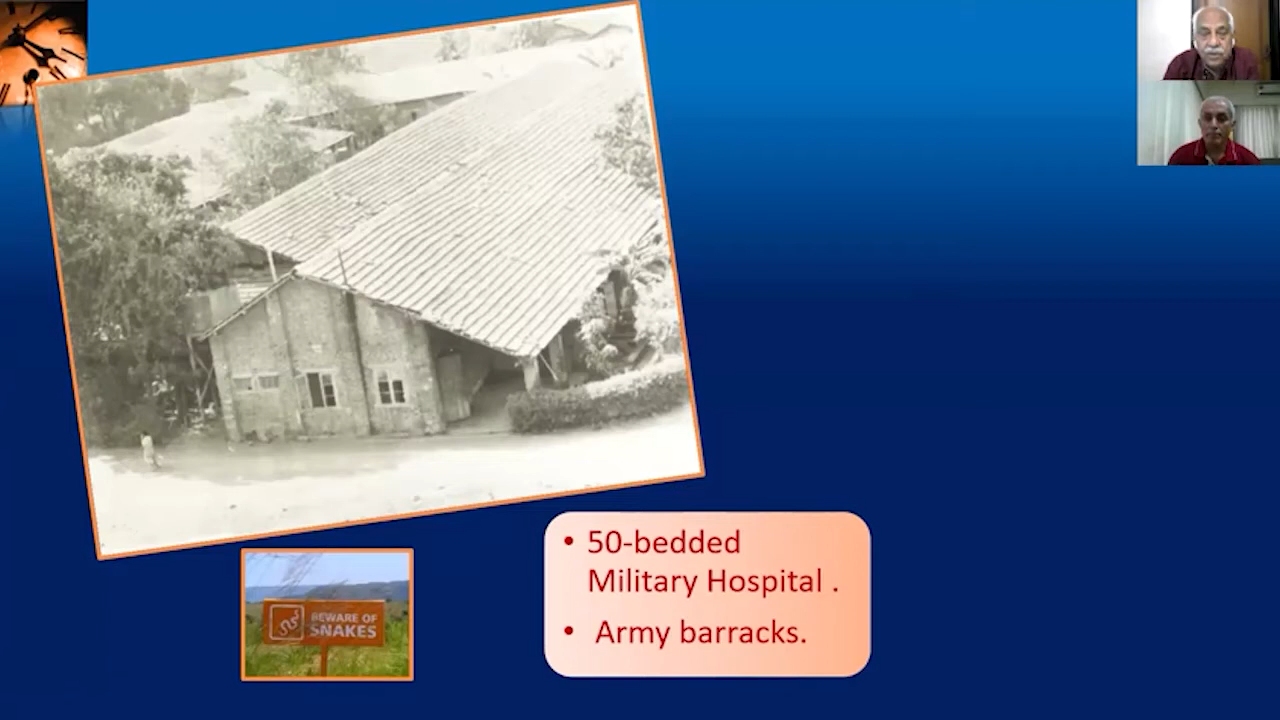 BEWARE OF
SNAKES
• 50-bedded
Military Hospital .
• Army barracks.